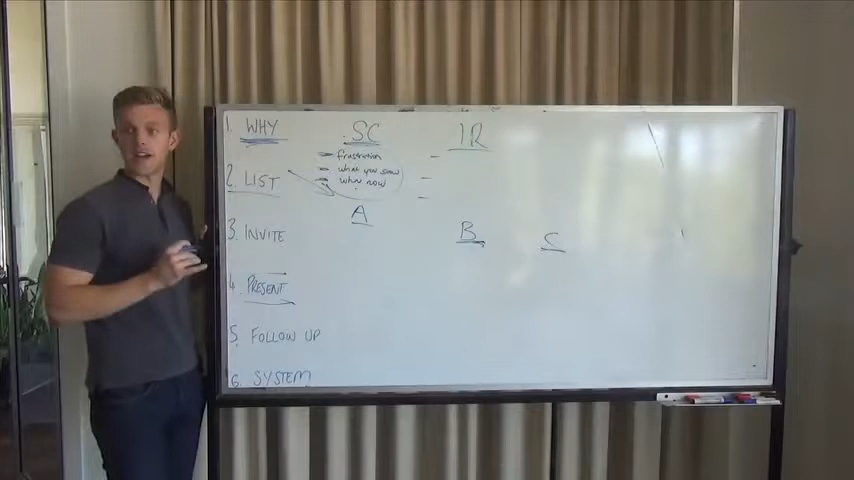 1. WHY
2. LIST
3. INVITE
4. PRESENT
5. FOLLOW UP
6. SYSTEM
SC
- frustration
- what you saw
- why now
A
IR
B
C